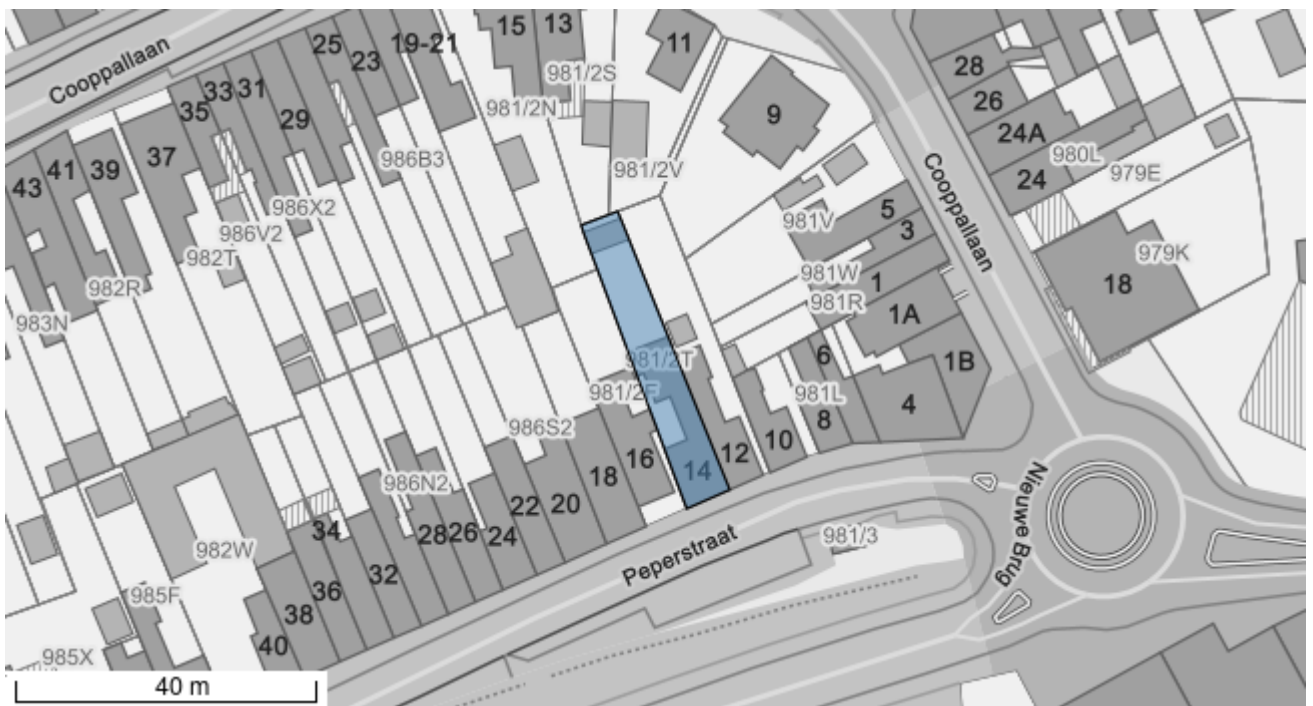 15
13
25
19-21
11
28
Cooppallaan
23
981/2S
33
31
26
35
981/2N
9
29
24A
41
39
37
986B3
980L
43
981/2V
24
979E
Cooppallaan
986X2
5
981V
986V2
3
982T
979K
981W
1
18
982R
981R
1A
983N
6
981/2T
1B
981/2F
981L
4
8
986S2
10
16
12
14
18
986N2
20
22
34
28
26
24
Nieuwe Brug
981/3
982W
Peperstraat
32
36
985F
38
40
985X
40 m